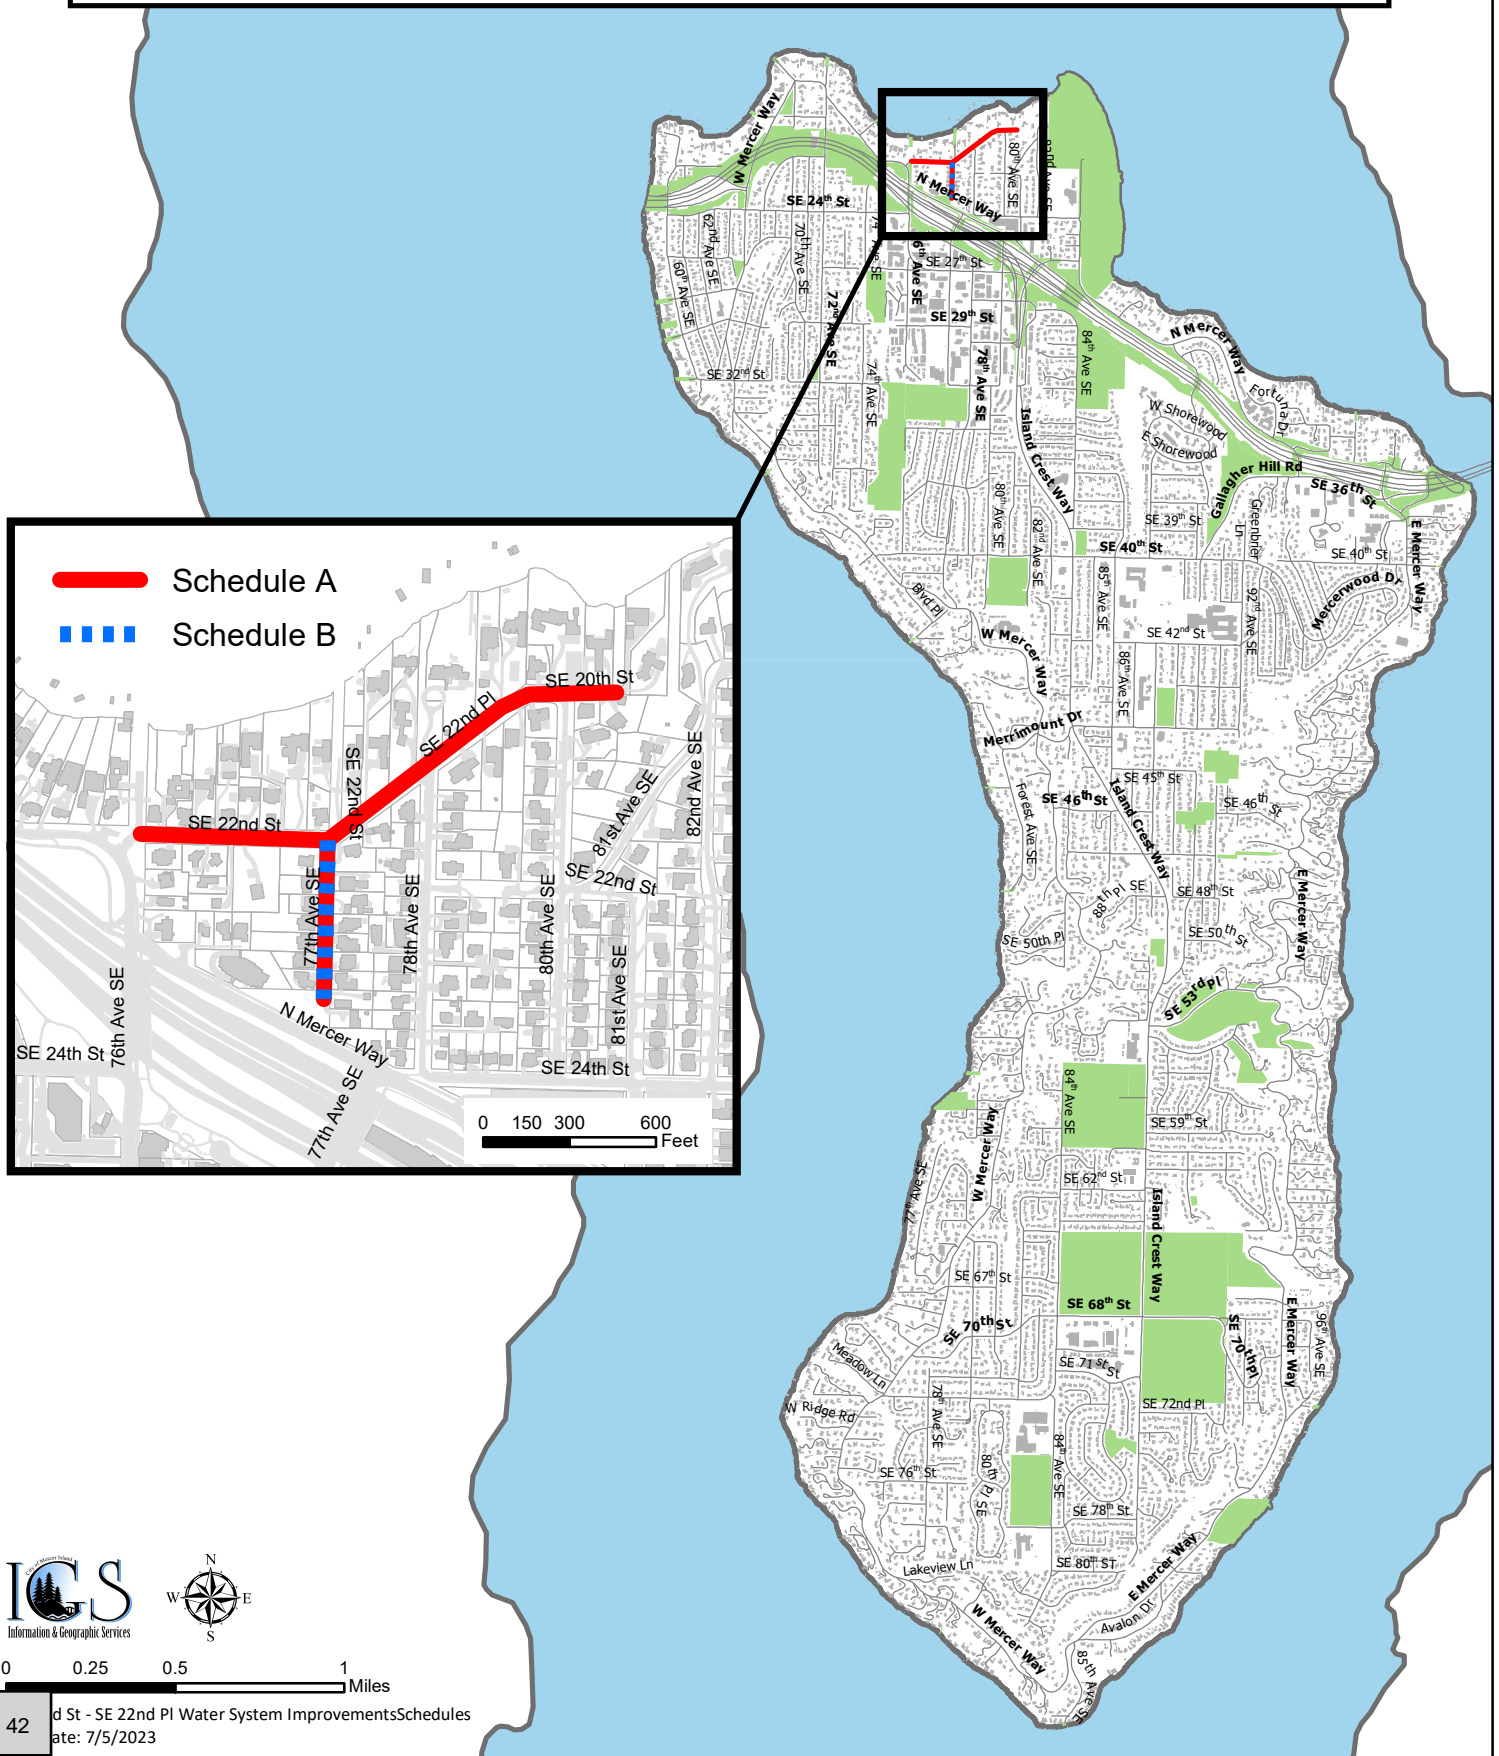 W Mercer Way
SE 24th St
N Mercer Way
80th Ave SE
62nd Ave SE
70th Ave SE
60th Ave SE
SE 27th St
72nd Ave SE
SE 29th St
N Mercer Way
84th Ave SE
SE 32nd St
74th Ave SE
78th Ave SE
Fortuna Dr
W Shorewood
E Shorewood
Island Crest Way
Gallagher Hill Rd
SE 36th St
80th Ave SE
82nd Ave SE
SE 39th St
Greenbrier Ln
SE 40th St
SE 40th St
E Mercer Way
Blvd Pl
85th Ave SE
92nd Ave SE
Mercerwood Dr
W Mercer Way
SE 42nd St
86th Ave SE
Merrimount Dr
Schedule A
Schedule B
SE 20th St
SE 22nd Pl
SE 22nd St
SE 22nd St
81st Ave SE
82nd Ave SE
SE 22nd St
77th Ave SE
78th Ave SE
80th Ave SE
81st Ave SE
76th Ave SE
N Mercer Way
SE 24th St
SE 24th St
77th Ave SE
0 150 300 600
Feet
SE 45th St
Forest Ave SE
SE 46th St
Island Crest Way
SE 46th St
88th Pl SE
SE 48th St
E Mercer Way
SE 50th Pl
SE 50th St
SE 53rd Pl
84th Ave SE
W Mercer Way
SE 59th St
77th Ave SE
SE 62nd St
Island Crest Way
SE 67th St
SE 68th St
SE 70th St
SE 70th Pl
E Mercer Way
96th Ave SE
Meadow Ln
SE 71st St
W Ridge Rd
78th Ave SE
SE 72nd Pl
SE 76th St
80th Pl SE
84th Ave SE
SE 78th St
Lakeview Ln
SE 80th ST
E Mercer Way
W Mercer Way
Avalon Dr
85th Ave SE
City of Mercer Island
IGS
Information & Geographic Services
N
W E
S
0 0.25 0.5 1
Miles
d St - SE 22nd Pl Water System ImprovementsSchedules
42
ate: 7/5/2023